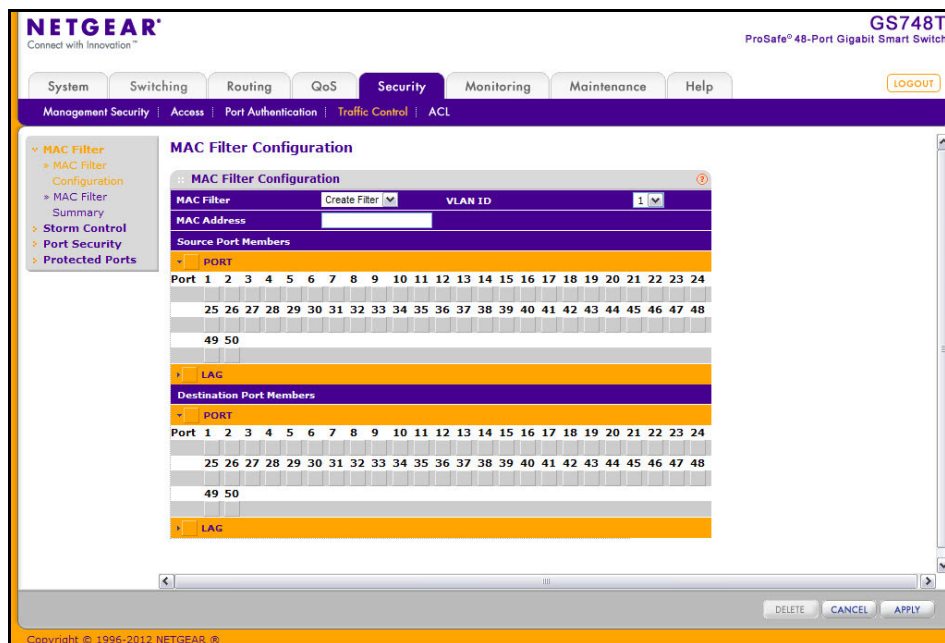 NETGEAR®
Connect with Innovation™
GS748T
ProSafe® 48-Port Gigabit Smart Switch
System Switching Routing QoS Security Monitoring Maintenance Help
LOGOUT
Management Security Access Port Authentication Traffic Control ACL
MAC Filter
» MAC Filter
Configuration
» MAC Filter
Summary
Storm Control
Port Security
Protected Ports
MAC Filter Configuration
MAC Filter Configuration ?
MAC Filter Create Filter VLAN ID 1
MAC Address
Source Port Members
PORT
Port 1 2 3 4 5 6 7 8 9 10 11 12 13 14 15 16 17 18 19 20 21 22 23 24
25 26 27 28 29 30 31 32 33 34 35 36 37 38 39 40 41 42 43 44 45 46 47 48
49 50
LAG
Destination Port Members
PORT
Port 1 2 3 4 5 6 7 8 9 10 11 12 13 14 15 16 17 18 19 20 21 22 23 24
25 26 27 28 29 30 31 32 33 34 35 36 37 38 39 40 41 42 43 44 45 46 47 48
49 50
LAG
DELETE CANCEL APPLY
Copyright © 1996-2012 NETGEAR ®